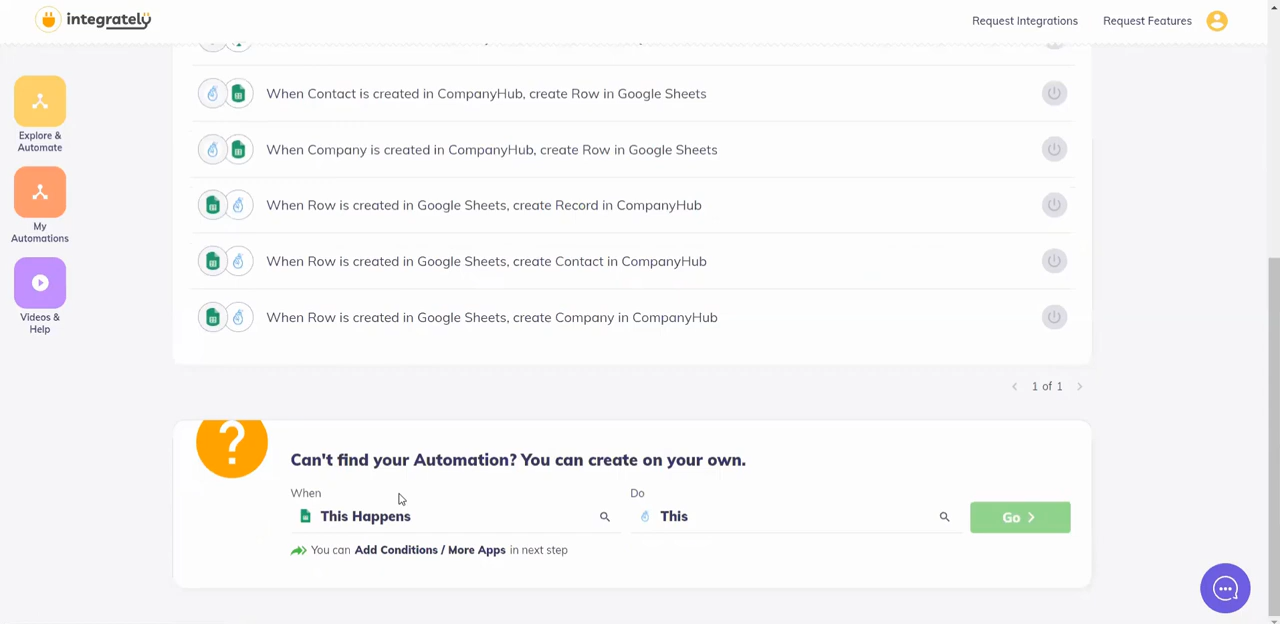 integrately
Request Integrations
Request Features
Explore &
Automate
My
Automations
Videos &
Help
When Contact is created in CompanyHub, create Row in Google Sheets
When Company is created in CompanyHub, create Row in Google Sheets
When Row is created in Google Sheets, create Record in CompanyHub
When Row is created in Google Sheets, create Contact in CompanyHub
When Row is created in Google Sheets, create Company in CompanyHub
1 of 1
?
Can't find your Automation? You can create on your own.
When
Do
This Happens
This
Go
You can Add Conditions / More Apps in next step